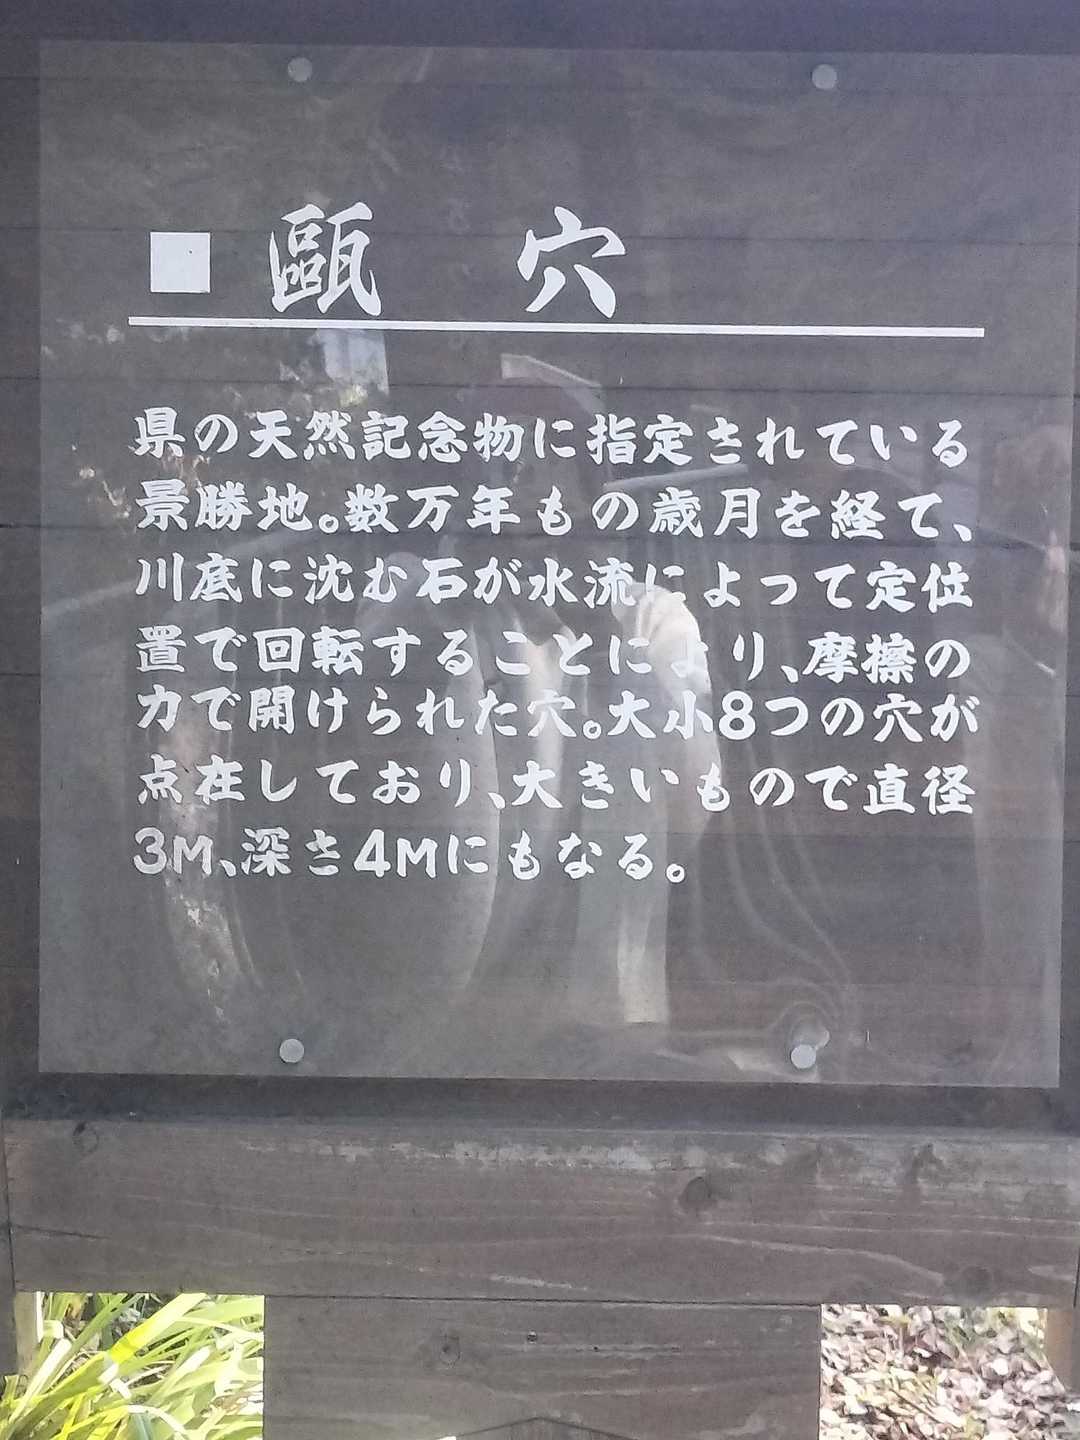 ■ 甌穴
県の天然記念物に指定されている
景勝地。数万年もの歳月を経て、
川底に沈む石が水流によって定位
置で回転することにより、摩擦の
力で開けられた穴。大小8つの穴が
点在しており、大きいもので直径
3M、深さ4Mにもなる。